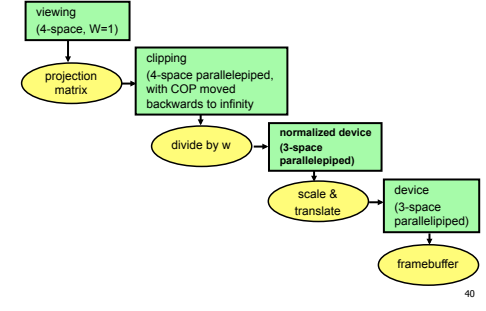 viewing
(4-space, W=1)
projection
matrix
clipping
(4-space parallelepiped,
with COP moved
backwards to infinity
divide by w
normalized device
(3-space
parallelepiped)
scale &
translate
device
(3-space
parallelipiped)
framebuffer
40